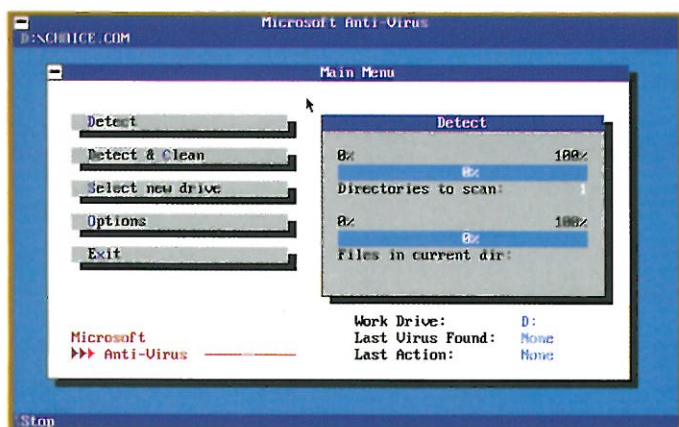 Microsoft Anti-Virus
D:\CHOICE.COM
Main Menu
Detect
Detect & Clean
Select new drive
Options
Exit
Detect
0% 100%
0%
Directories to scan: 1
0% 100%
0%
Files in current dir:
Work Drive: D:
Last Virus Found: None
Last Action: None
Microsoft
Anti-Virus
Stop